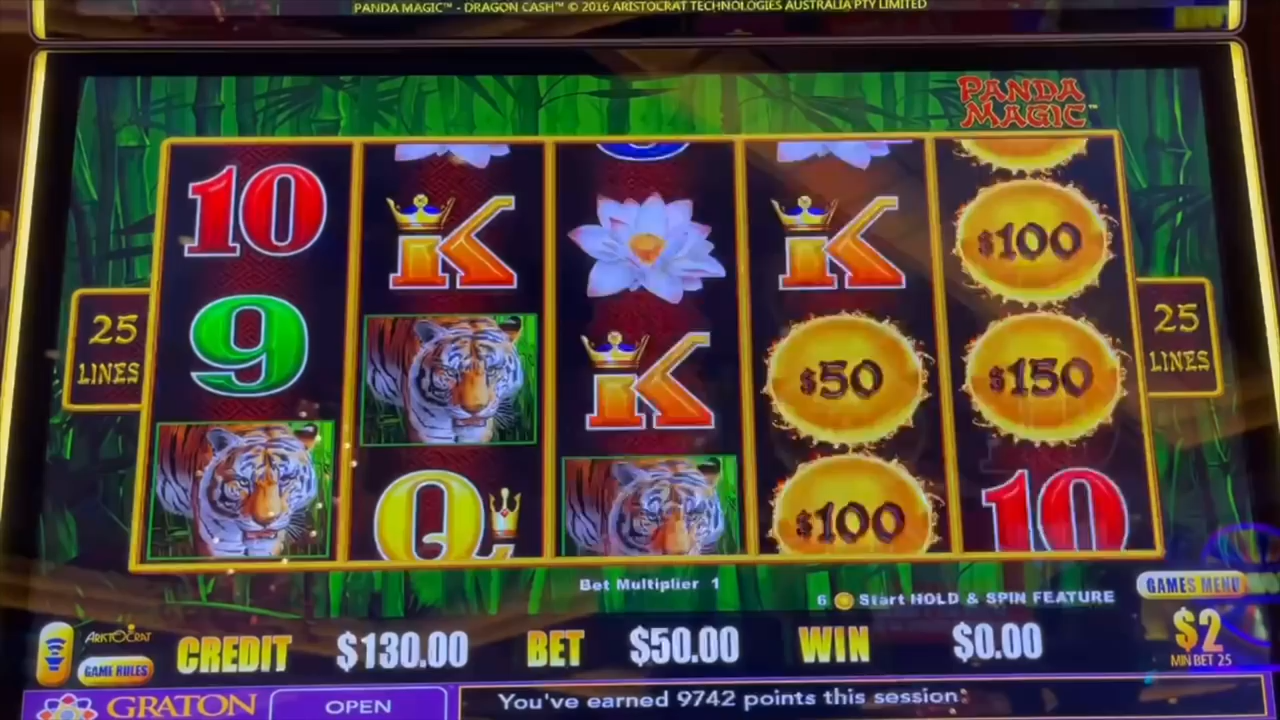 PANDA MAGIC™ - DRAGON CASH™ © 2016 ARISTOCRAT TECHNOLOGIES AUSTRALIA PTY LIMITED
PANDA
MAGIC™
10 K K $100
25
LINES
9 K $50 $150
25
LINES
Q $100 10
Bet Multiplier 1
6 Start HOLD & SPIN FEATURE
GAMES MENU
ARISTOCRAT
GAME RULES
CREDIT $130.00 BET $50.00 WIN $0.00
$2
MIN BET 25
GRATON
OPEN
You've earned 9742 points this session.